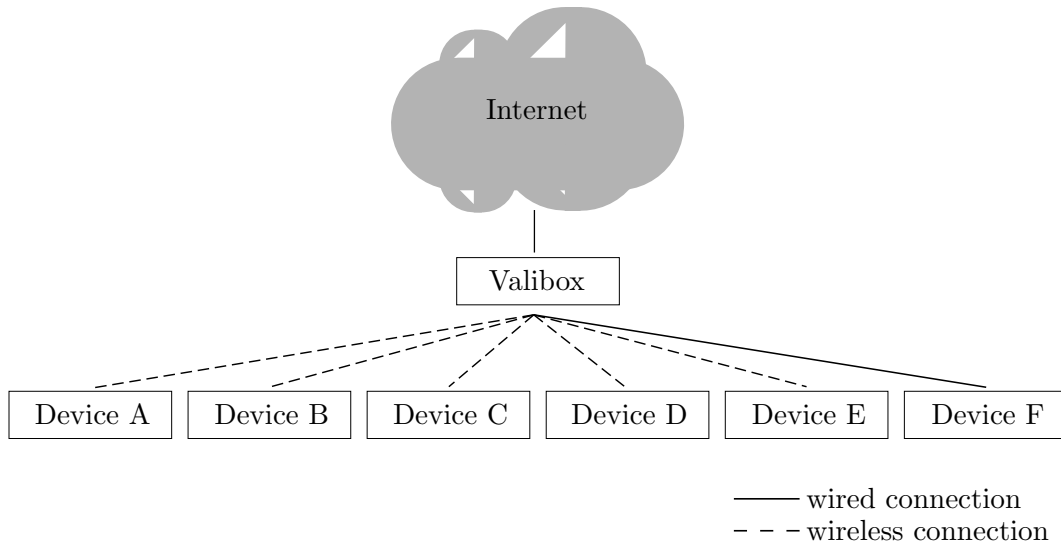 Internet
Valibox
Device A Device B Device C Device D Device E Device F
wired connection
wireless connection